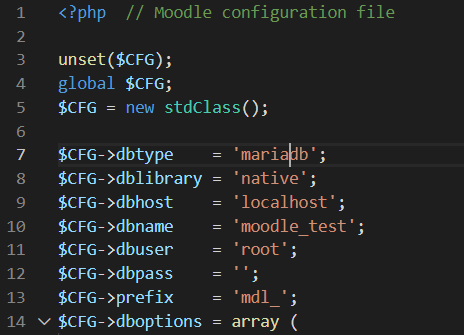 1 <?php  // Moodle configuration file
2
3 unset($CFG);
4 global $CFG;
5 $CFG = new stdClass();
6
7 $CFG->dbtype    = 'mariadb';
8 $CFG->dblibrary = 'native';
9 $CFG->dbhost    = 'localhost';
10 $CFG->dbname    = 'moodle_test';
11 $CFG->dbuser    = 'root';
12 $CFG->dbpass    = '';
13 $CFG->prefix    = 'mdl_';
14 $CFG->dboptions = array (